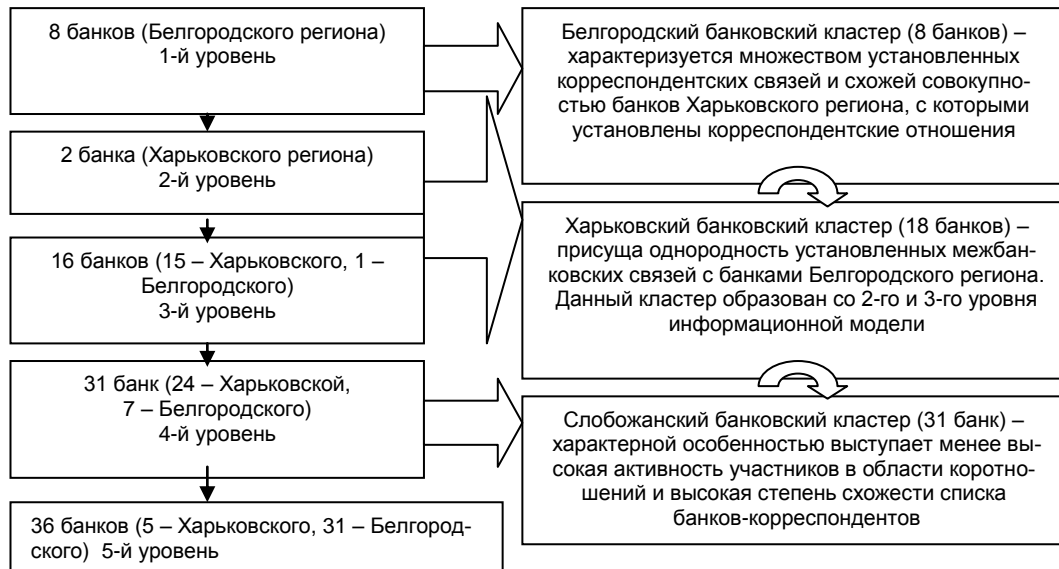 8 банков (Белгородского региона)
1-й уровень
2 банка (Харьковского региона)
2-й уровень
16 банков (15 – Харьковского, 1 –
Белгородского)
3-й уровень
31 банк (24 – Харьковской,
7 – Белгородского)
4-й уровень
36 банков (5 – Харьковского, 31 – Белгород-
ского) 5-й уровень
Белгородский банковский кластер (8 банков) –
характеризуется множеством установленных
корреспондентских связей и схожей совокупно-
стью банков Харьковского региона, с которыми
установлены корреспондентские отношения
Харьковский банковский кластер (18 банков) –
присуща однородность установленных межбан-
ковских связей с банками Белгородского региона.
Данный кластер образован со 2-го и 3-го уровня
информационной модели
Слобожанский банковский кластер (31 банк) –
характерной особенностью выступает менее вы-
сокая активность участников в области коротно-
шений и высокая степень схожести списка
банков-корреспондентов